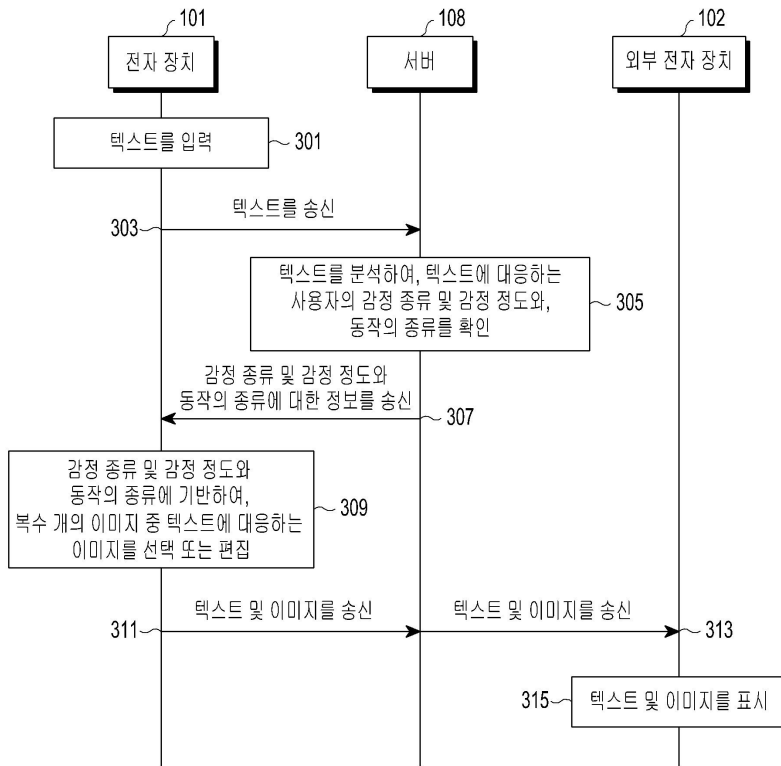 101
108
102
전자 장치
서버
외부 전자 장치
텍스트를 입력
301
텍스트를 송신
303
텍스트를 분석하여, 텍스트에 대응하는
사용자의 감정 종류 및 감정 정도와,
동작의 종류를 확인
305
감정 종류 및 감정 정도와
동작의 종류에 대한 정보를 송신
307
감정 종류 및 감정 정도와
동작의 종류에 기반하여,
복수 개의 이미지 중 텍스트에 대응하는
이미지를 선택 또는 편집
309
텍스트 및 이미지를 송신
텍스트 및 이미지를 송신
311
313
315
텍스트 및 이미지를 표시